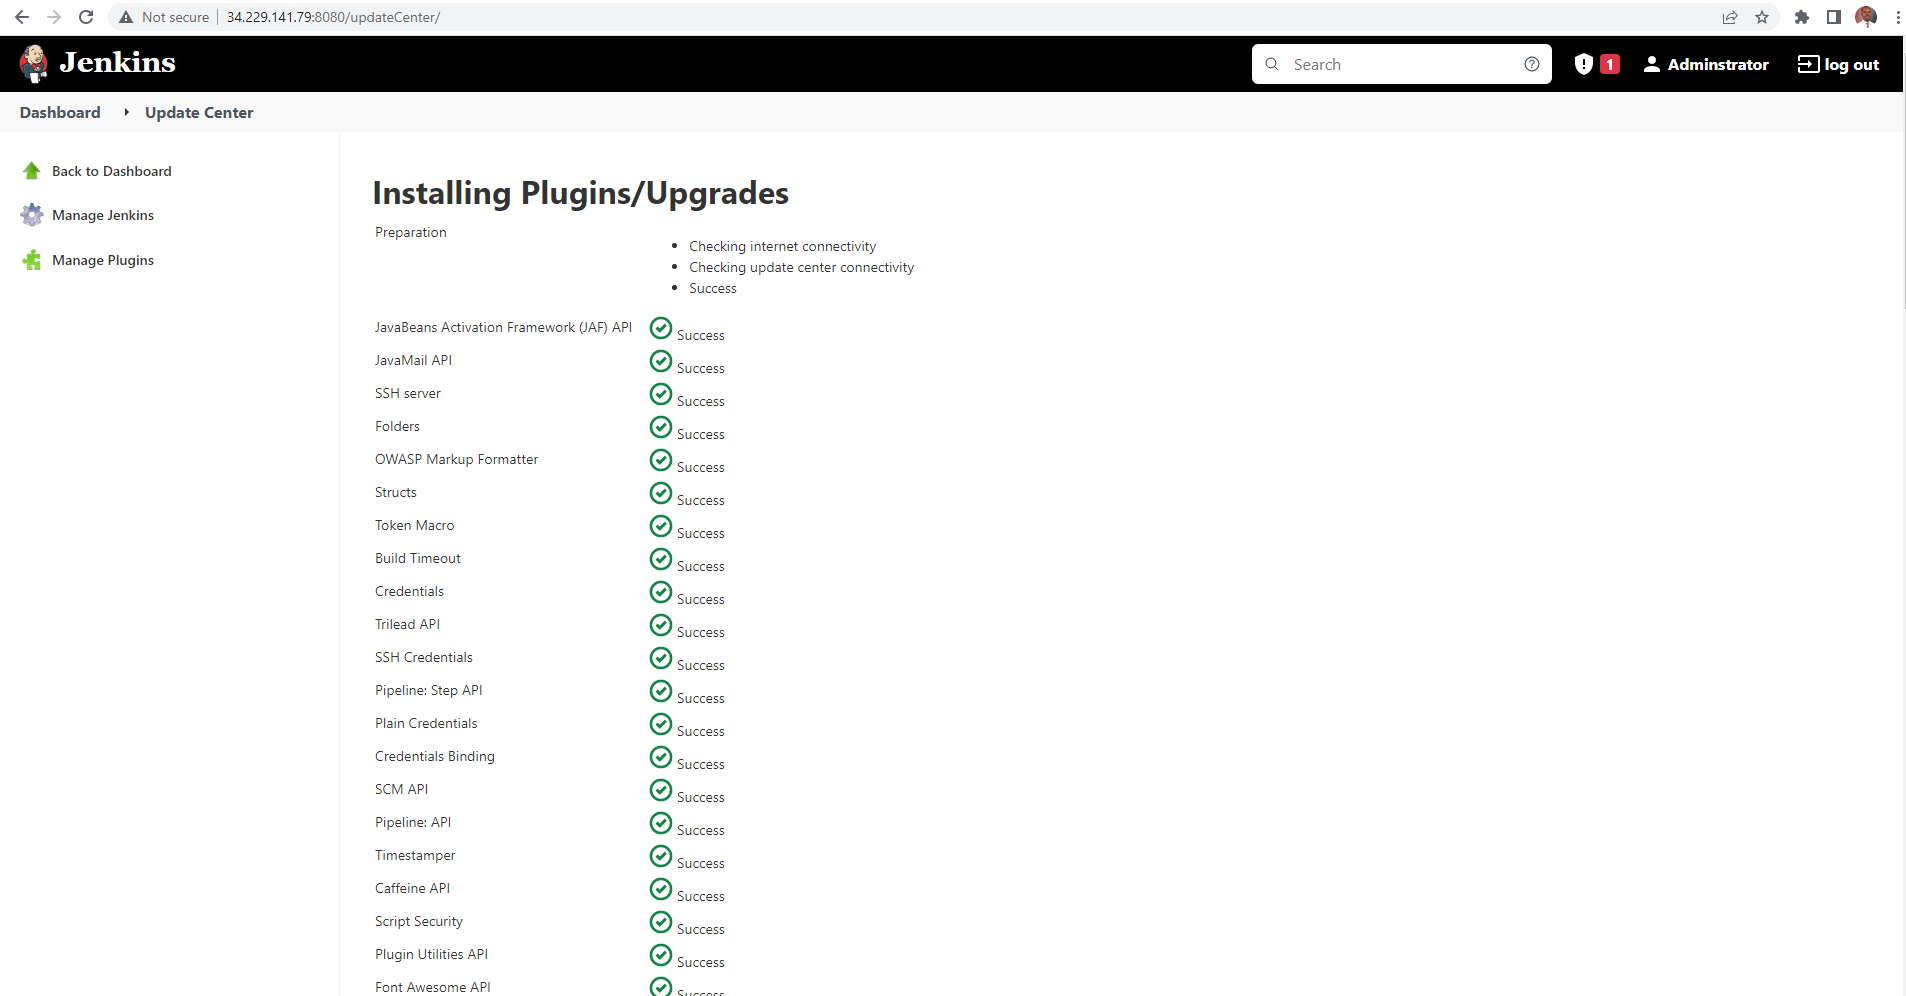 Not secure 34.229.141.79:8080/updateCenter/
Jenkins Search 1 Adminstrator log out
Dashboard Update Center
Back to Dashboard
Manage Jenkins
Manage Plugins
Installing Plugins/Upgrades
Preparation
Checking internet connectivity
Checking update center connectivity
Success
JavaBeans Activation Framework (JAF) API Success
JavaMail API Success
SSH server Success
Folders Success
OWASP Markup Formatter Success
Structs Success
Token Macro Success
Build Timeout Success
Credentials Success
Trilead API Success
SSH Credentials Success
Pipeline: Step API Success
Plain Credentials Success
Credentials Binding Success
SCM API Success
Pipeline: API Success
Timestamper Success
Caffeine API Success
Script Security Success
Plugin Utilities API Success
Font Awesome API Success